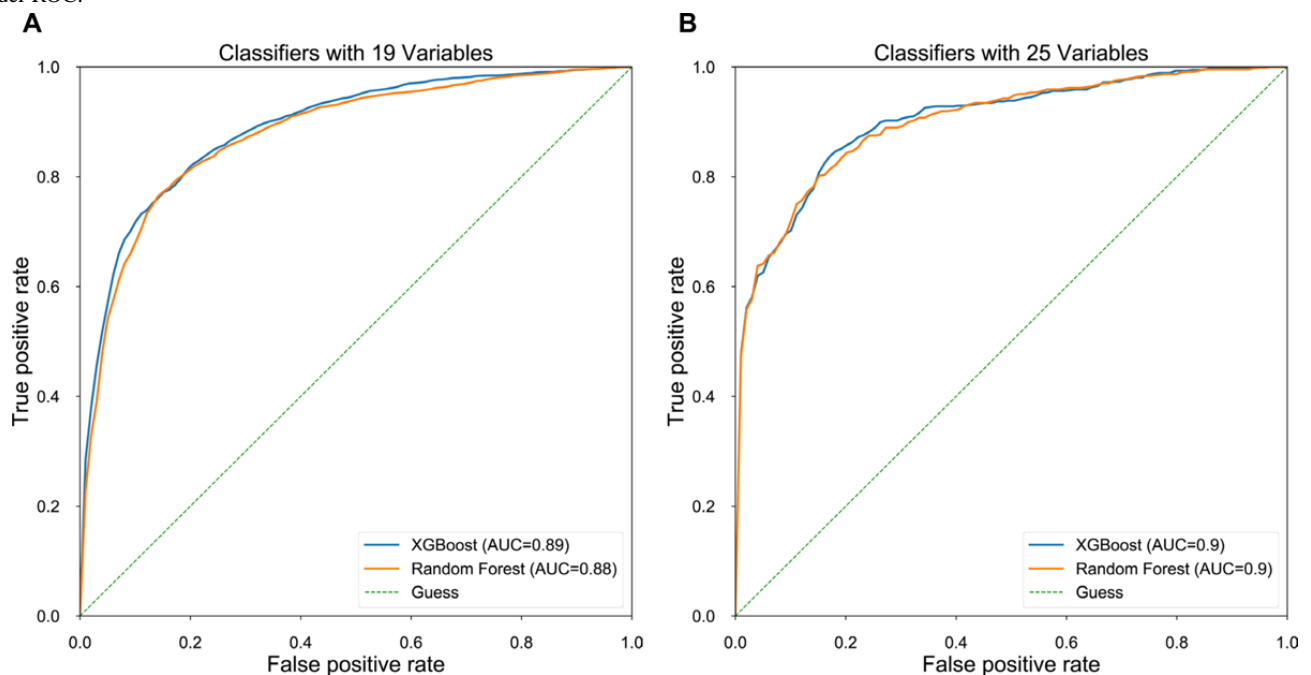 A
Classifiers with 19 Variables
1.0
0.8
0.6
0.4
0.2
0.0
True positive rate
XGBoost (AUC=0.89)
Random Forest (AUC=0.88)
Guess
0.0 0.2 0.4 0.6 0.8 1.0
False positive rate
B
Classifiers with 25 Variables
1.0
0.8
0.6
0.4
0.2
0.0
True positive rate
XGBoost (AUC=0.9)
Random Forest (AUC=0.9)
Guess
0.0 0.2 0.4 0.6 0.8 1.0
False positive rate